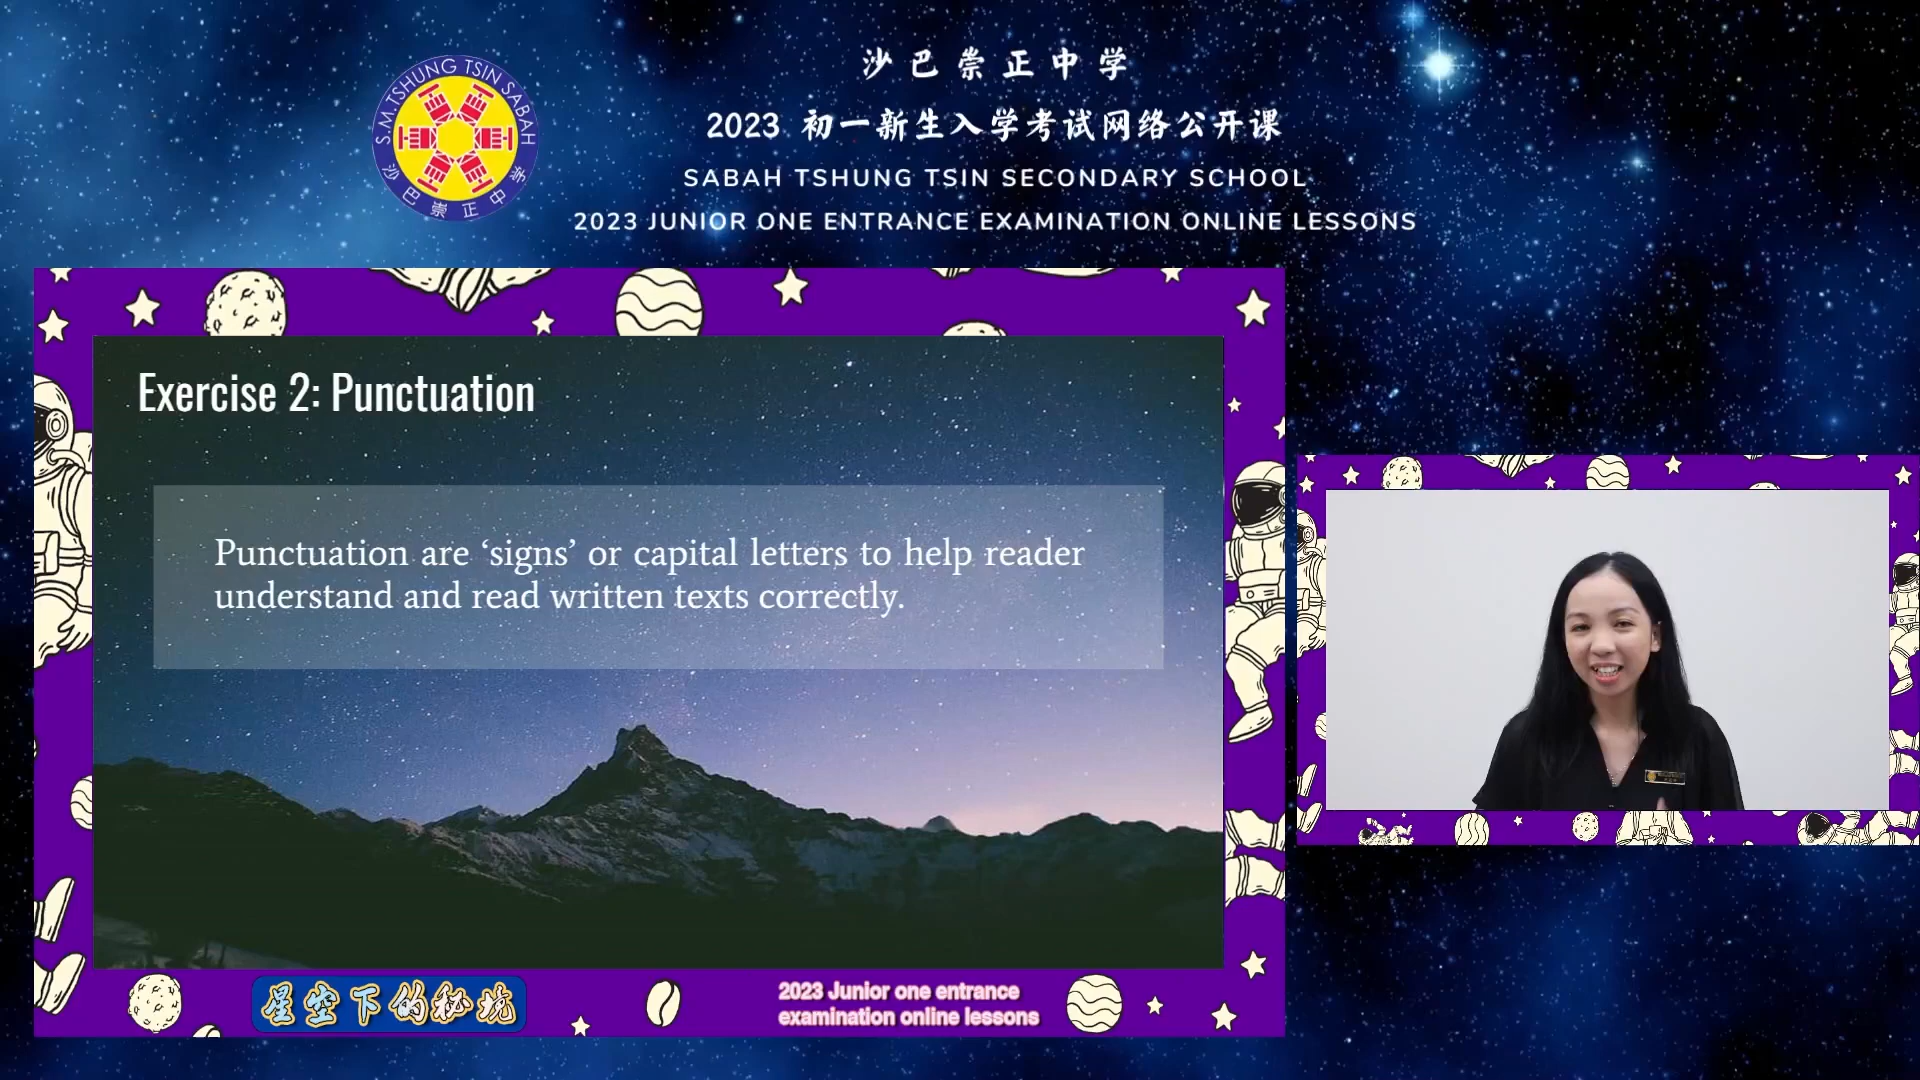 S.M TSHUNG TSIN SABAH
沙巴崇正中学
沙巴崇正中学
2023 初一新生入学考试网络公开课
SABAH TSHUNG TSIN SECONDARY SCHOOL
2023 JUNIOR ONE ENTRANCE EXAMINATION ONLINE LESSONS
Exercise 2: Punctuation
Punctuation are ‘signs’ or capital letters to help reader
understand and read written texts correctly.
星空下的秘境
2023 Junior one entrance
examination online lessons